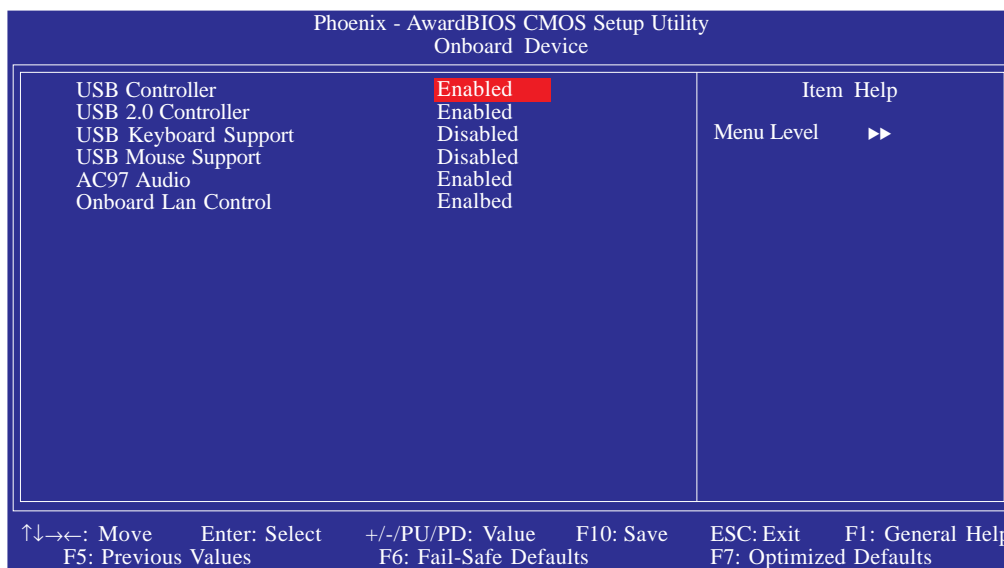 Phoenix - AwardBIOS CMOS Setup Utility
Onboard Device
USB Controller Enabled
USB 2.0 Controller Enabled
USB Keyboard Support Disabled
USB Mouse Support Disabled
AC97 Audio Enabled
Onboard Lan Control Enalbed
Item Help
Menu Level ▶▶
↑↓→←: Move Enter: Select +/-/PU/PD: Value F10: Save ESC: Exit F1: General Help
F5: Previous Values F6: Fail-Safe Defaults F7: Optimized Defaults